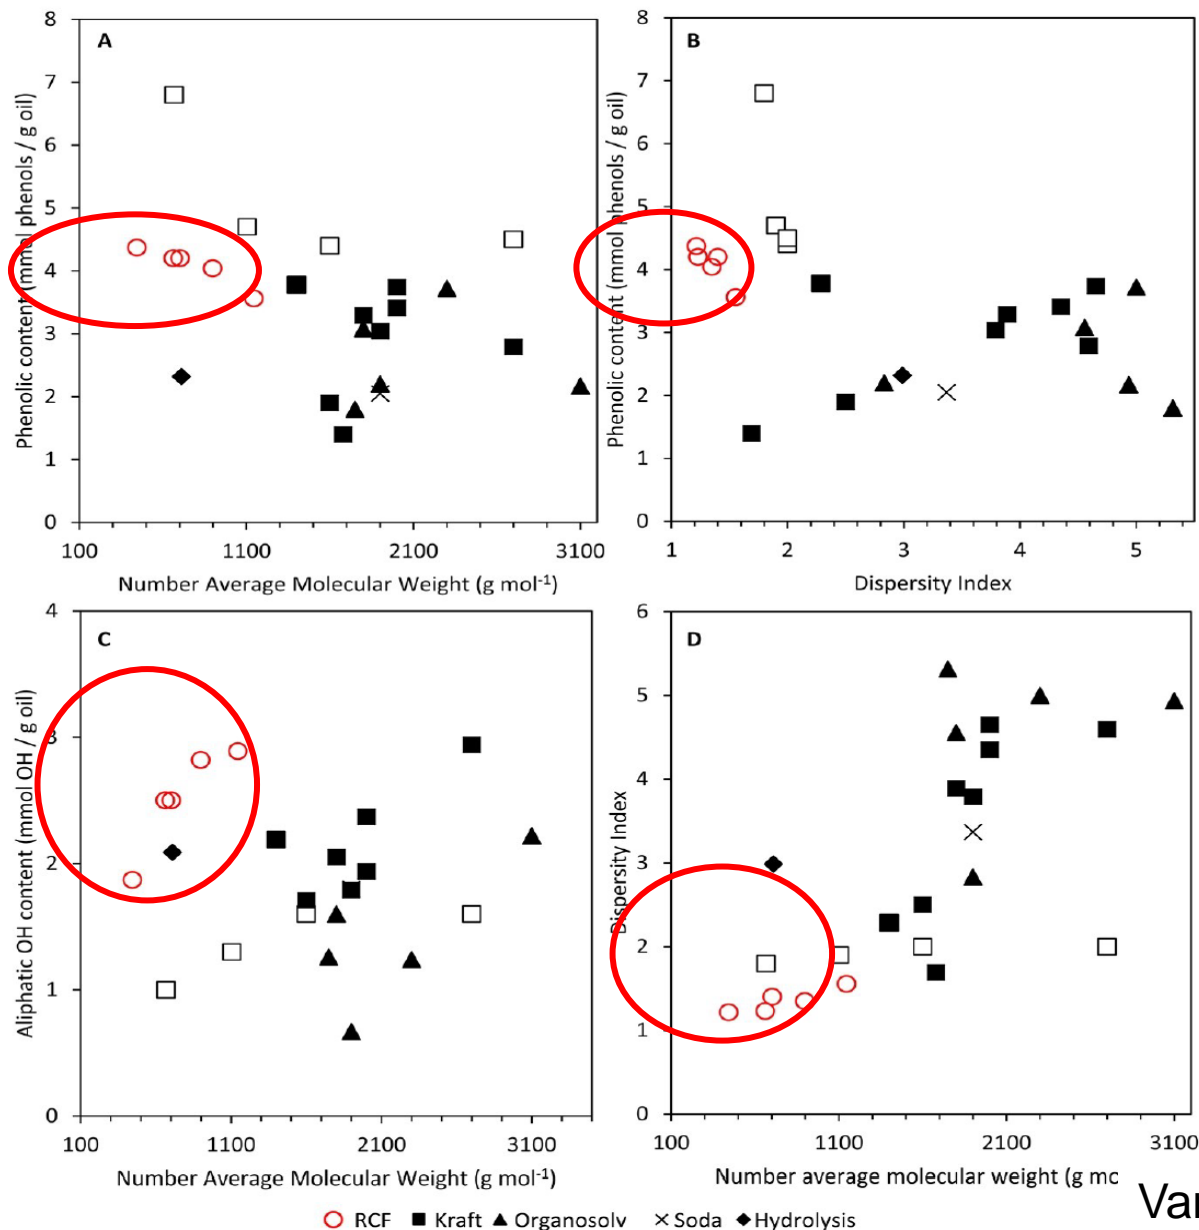 A
Phenolic content (mmol phenols / g oil)
8
7
6
5
4
3
2
1
0
100 1100 2100 3100
Number Average Molecular Weight (g mol⁻¹)
B
Phenolic content (mmol phenols / g oil)
8
7
6
5
4
3
2
1
0
1 2 3 4 5
Dispersity Index
C
Aliphatic OH content (mmol OH / g oil)
4
3
2
1
0
100 1100 2100 3100
Number Average Molecular Weight (g mol⁻¹)
D
Dispersity Index
6
5
4
3
2
1
0
100 1100 2100 3100
Number average molecular weight (g mo
RCF Kraft Organosolv Soda Hydrolysis
Var